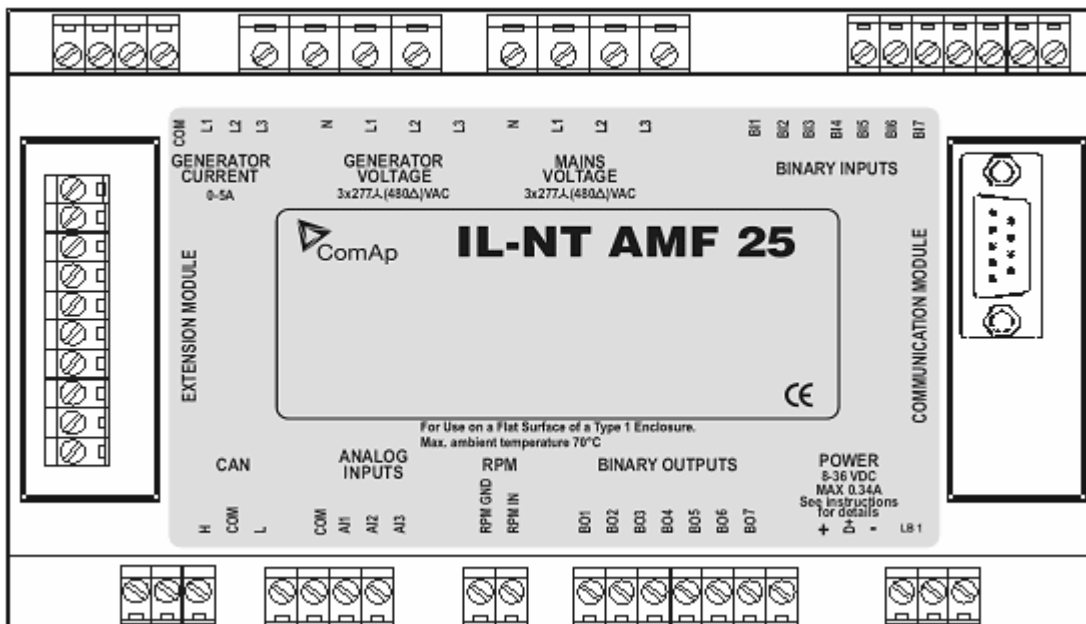 COM L1 L2 L3 N L1 L2 L3 N L1 L2 L3 BI1 BI2 BI3 BI4 BI5 BI6 BI7
GENERATOR
CURRENT
0-5A
GENERATOR
VOLTAGE
3x277⅄(480Δ)VAC
MAINS
VOLTAGE
3x277⅄(480Δ)VAC
BINARY INPUTS
EXTENSION MODULE
ComAp
IL-NT AMF 25
CE
COMMUNICATION MODULE
For Use on a Flat Surface of a Type 1 Enclosure.
Max. ambient temperature 70°C
CAN
ANALOG
INPUTS
RPM
BINARY OUTPUTS
POWER
8-36 VDC
MAX 0.34A
See instructions
for details
H COM L COM AI1 AI2 AI3 RPM GND RPM IN BO1 BO2 BO3 BO4 BO5 BO6 BO7 + D+ - LB 1